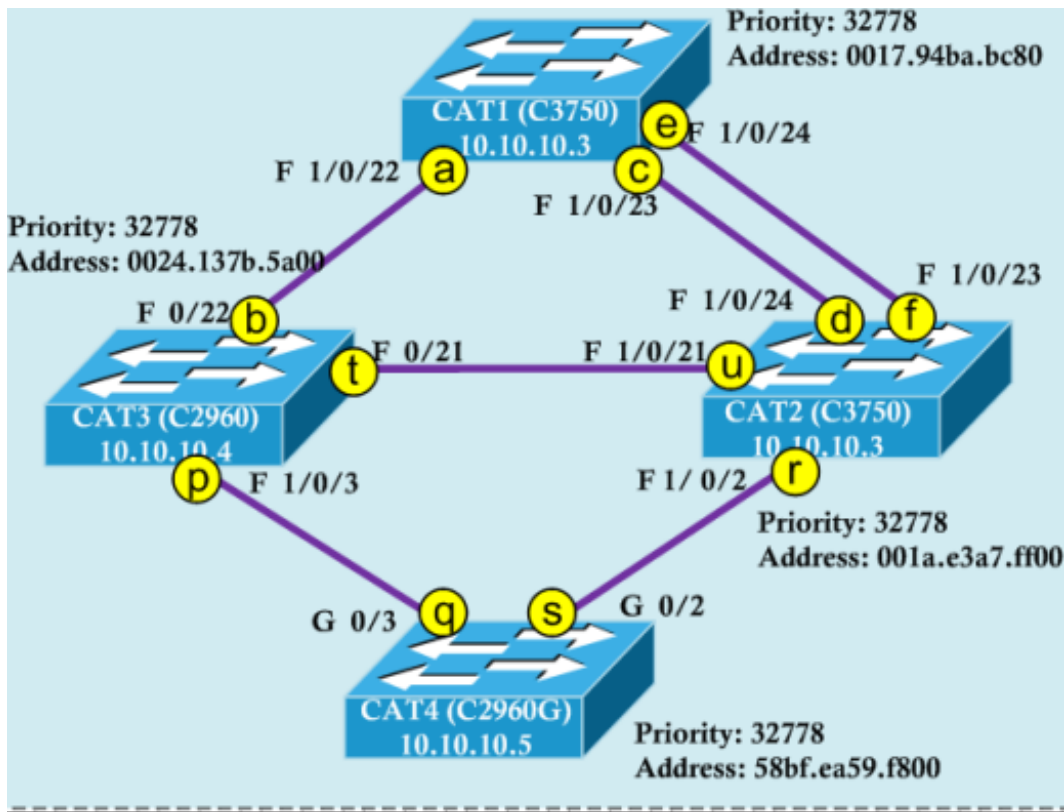 Priority: 32778
Address: 0017.94ba.bc80
CAT1 (C3750)
10.10.10.3
e
F 1/0/24
F 1/0/22
a
c
F 1/0/23
Priority: 32778
Address: 0024.137b.5a00
F 0/22
b
F 1/0/24
d
f
F 1/0/23
t
F 0/21
F 1/0/21
u
CAT3 (C2960)
10.10.10.4
CAT2 (C3750)
10.10.10.3
p
F 1/0/3
F 1/ 0/2
r
Priority: 32778
Address: 001a.e3a7.ff00
G 0/3
q
s
G 0/2
CAT4 (C2960G)
10.10.10.5
Priority: 32778
Address: 58bf.ea59.f800